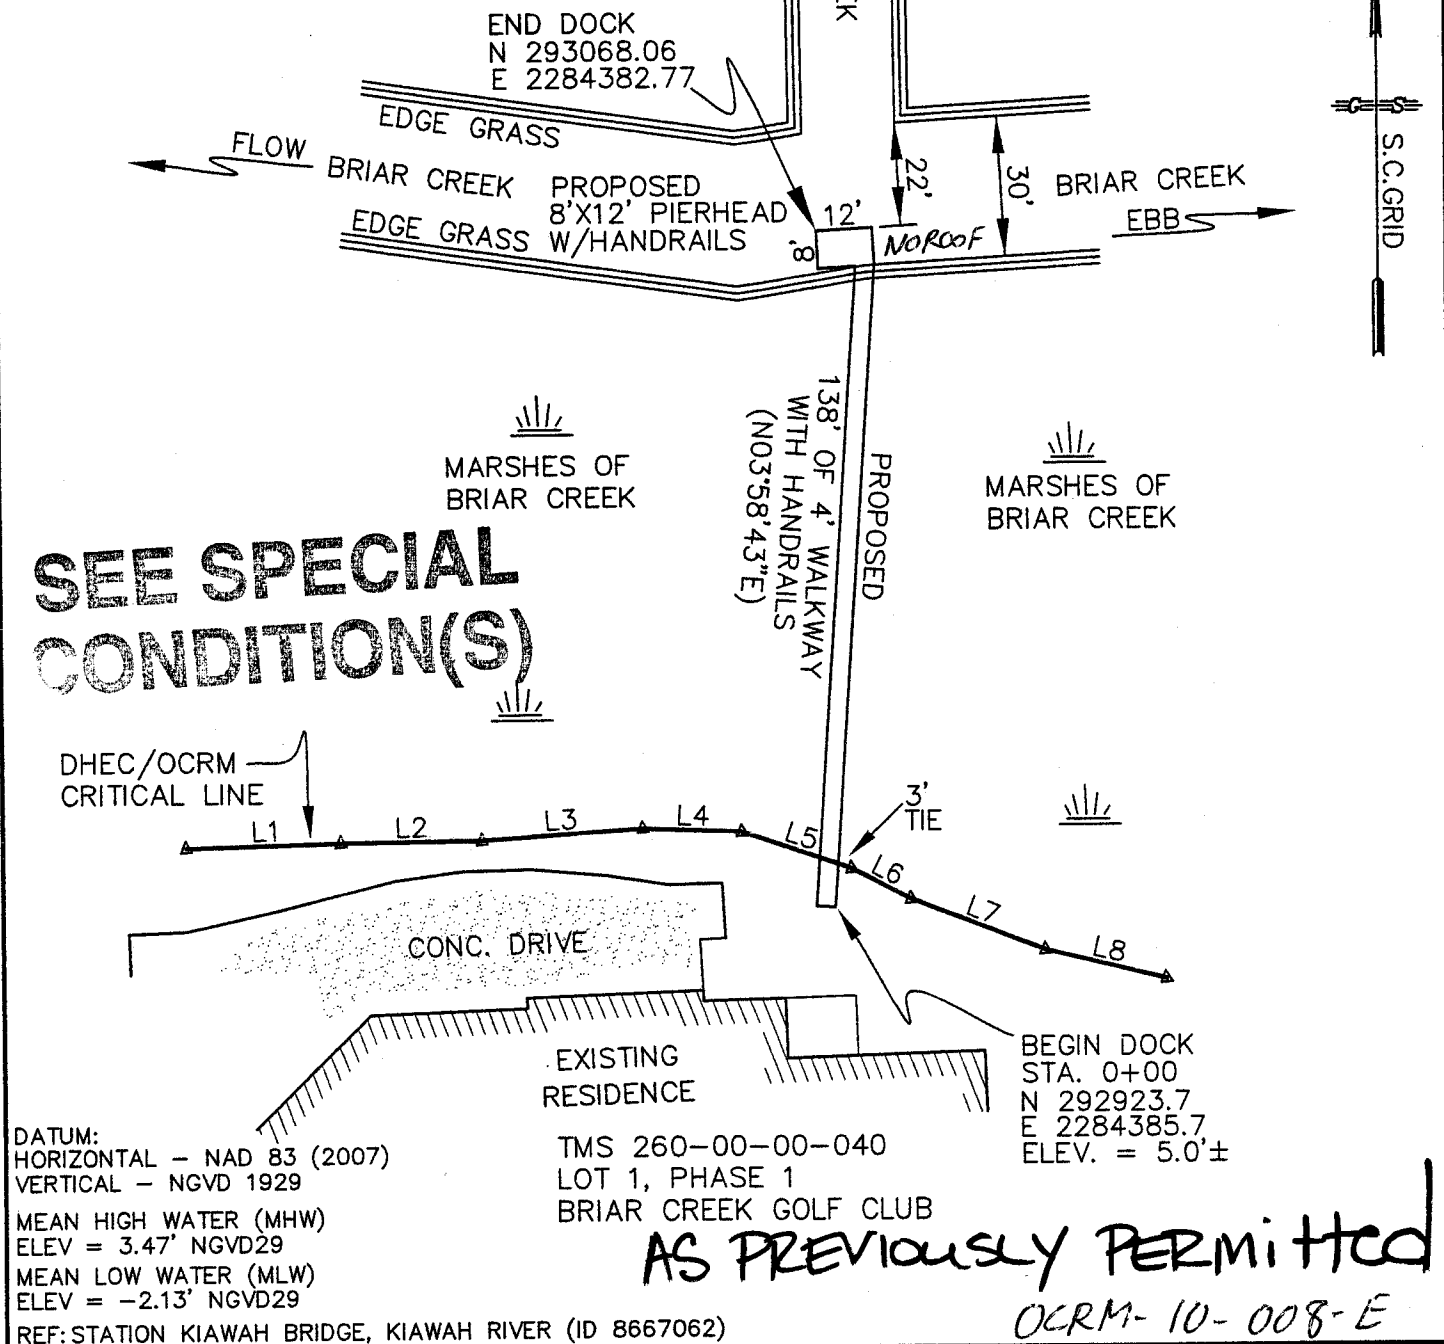 EK
END DOCK
N 293068.06
E 2284382.77
G S
S.C.GRID
EDGE GRASS
FLOW
BRIAR CREEK
22'
30'
BRIAR CREEK
EBB
PROPOSED
8'X12' PIERHEAD
W/HANDRAILS
EDGE GRASS
12'
8'
NO ROOF
PROPOSED
138' OF 4' WALKWAY
WITH HANDRAILS
(N03°58'43"E)
MARSHES OF
BRIAR CREEK
MARSHES OF
BRIAR CREEK
SEE SPECIAL
CONDITION(S)
DHEC/OCRM
CRITICAL LINE
3'
TIE
L1
L2
L3
L4
L5
L6
L7
L8
CONC. DRIVE
EXISTING
RESIDENCE
BEGIN DOCK
STA. 0+00
N 292923.7
E 2284385.7
ELEV. = 5.0'±
TMS 260-00-00-040
LOT 1, PHASE 1
BRIAR CREEK GOLF CLUB
DATUM:
HORIZONTAL - NAD 83 (2007)
VERTICAL - NGVD 1929
MEAN HIGH WATER (MHW)
ELEV = 3.47' NGVD29
MEAN LOW WATER (MLW)
ELEV = -2.13' NGVD29
REF: STATION KIAWAH BRIDGE, KIAWAH RIVER (ID 8667062)
AS PREVIOUSLY PERMITTED
OCRM-10-008-E